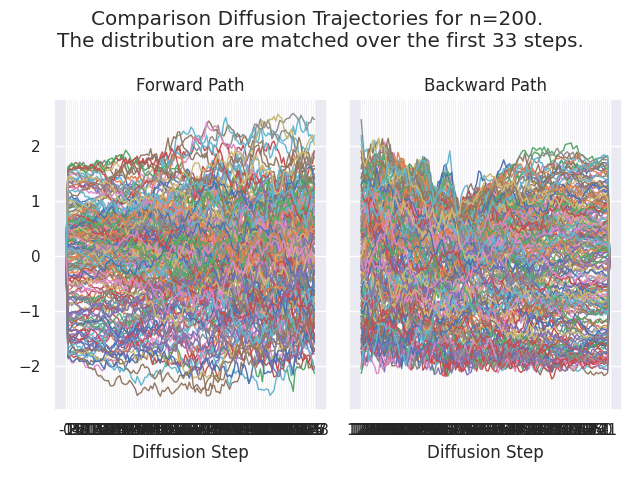 Comparison Diffusion Trajectories for n=200.
The distribution are matched over the first 33 steps.
Forward Path
Backward Path
2
1
0
−1
−2
Diffusion Step
Diffusion Step